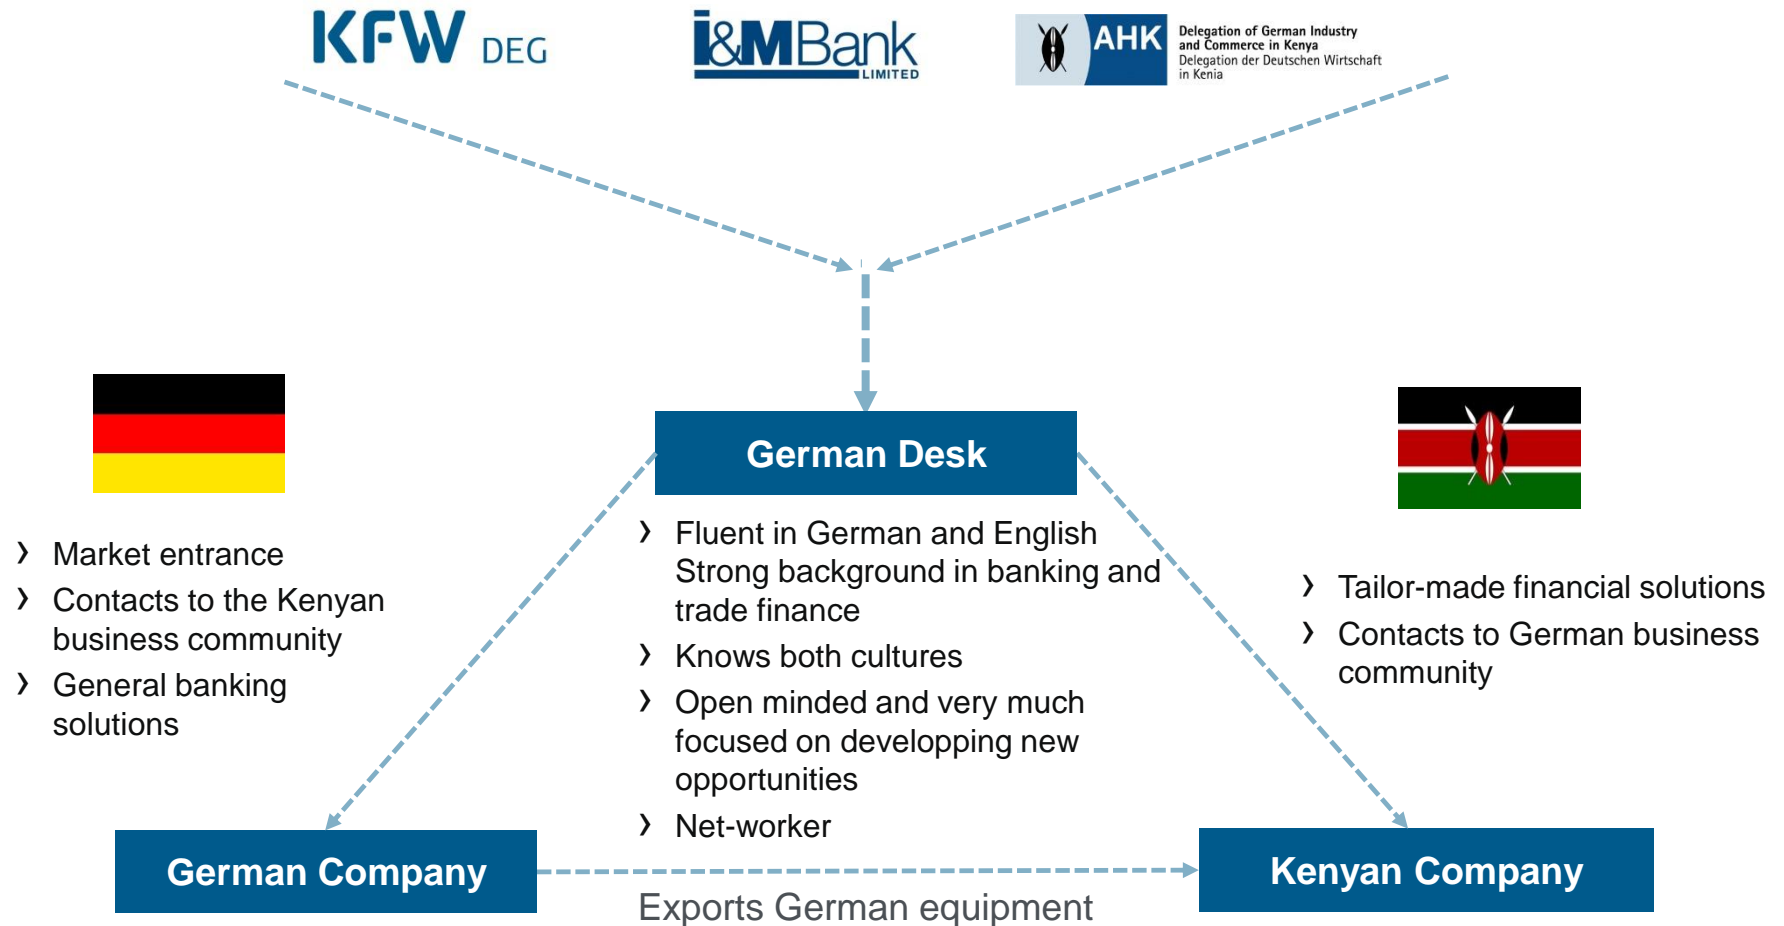 KFW DEG
i&M Bank
LIMITED
AHK
Delegation of German Industry
and Commerce in Kenya
Delegation der Deutschen Wirtschaft
in Kenia
German Desk
› Market entrance
› Contacts to the Kenyan
business community
› General banking
solutions
› Fluent in German and English
Strong background in banking and
trade finance
› Knows both cultures
› Open minded and very much
focused on developping new
opportunities
› Net-worker
› Tailor-made financial solutions
› Contacts to German business
community
German Company
Exports German equipment
Kenyan Company